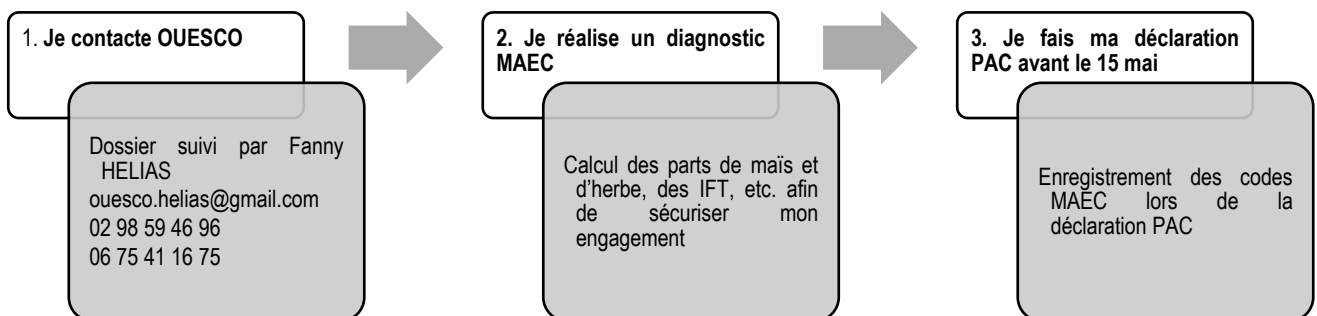 1. Je contacte OUESCO
Dossier suivi par Fanny
HELIAS
ouesco.helias@gmail.com
02 98 59 46 96
06 75 41 16 75
2. Je réalise un diagnostic
MAEC
Calcul des parts de maïs et
d'herbe, des IFT, etc. afin
de sécuriser mon
engagement
3. Je fais ma déclaration
PAC avant le 15 mai
Enregistrement des codes
MAEC lors de la
déclaration PAC